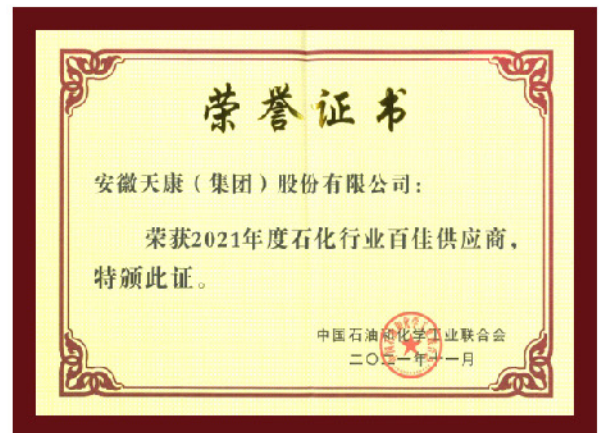 荣誉证书
安徽天康（集团）股份有限公司：
荣获2021年度石化行业百佳供应商，
特颁此证。
中国石油和化学工业联合会
二〇二一年十一月